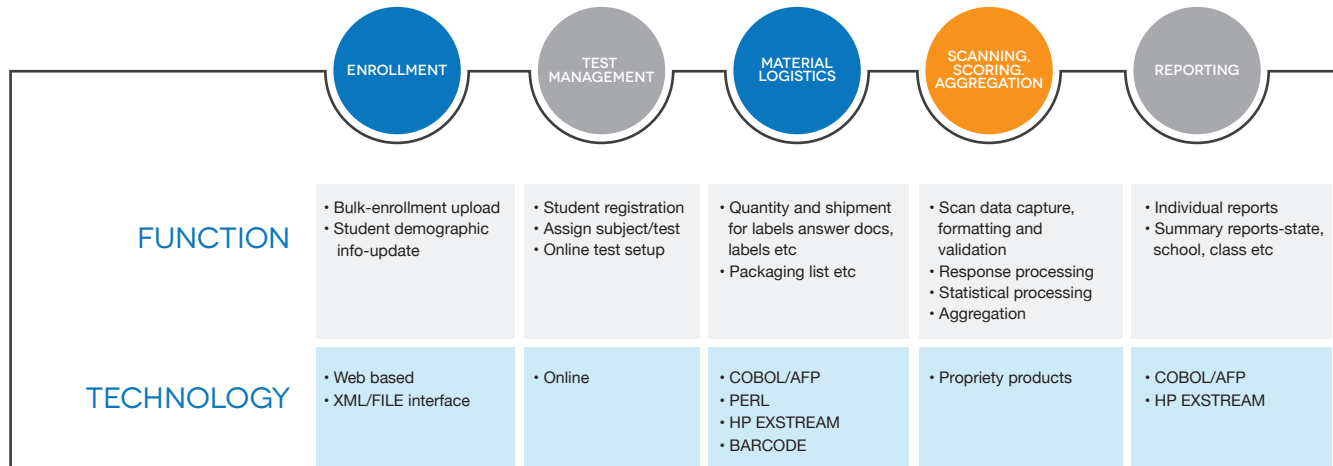 ENROLLMENT
TEST
MANAGEMENT
MATERIAL
LOGISTICS
SCANNING,
SCORING.
AGGREGATION
REPORTING
FUNCTION
• Bulk-enrollment upload
• Student demographic
info-update
• Student registration
• Assign subject/test
• Online test setup
• Quantity and shipment
for labels answer docs,
labels etc
• Packaging list etc
• Scan data capture,
formatting and
validation
• Response processing
• Statistical processing
• Aggregation
• Individual reports
• Summary reports-state,
school, class etc
TECHNOLOGY
• Web based
• XML/FILE interface
• Online
• COBOL/AFP
• PERL
• HP EXSTREAM
• BARCODE
• Propriety products
• COBOL/AFP
• HP EXSTREAM